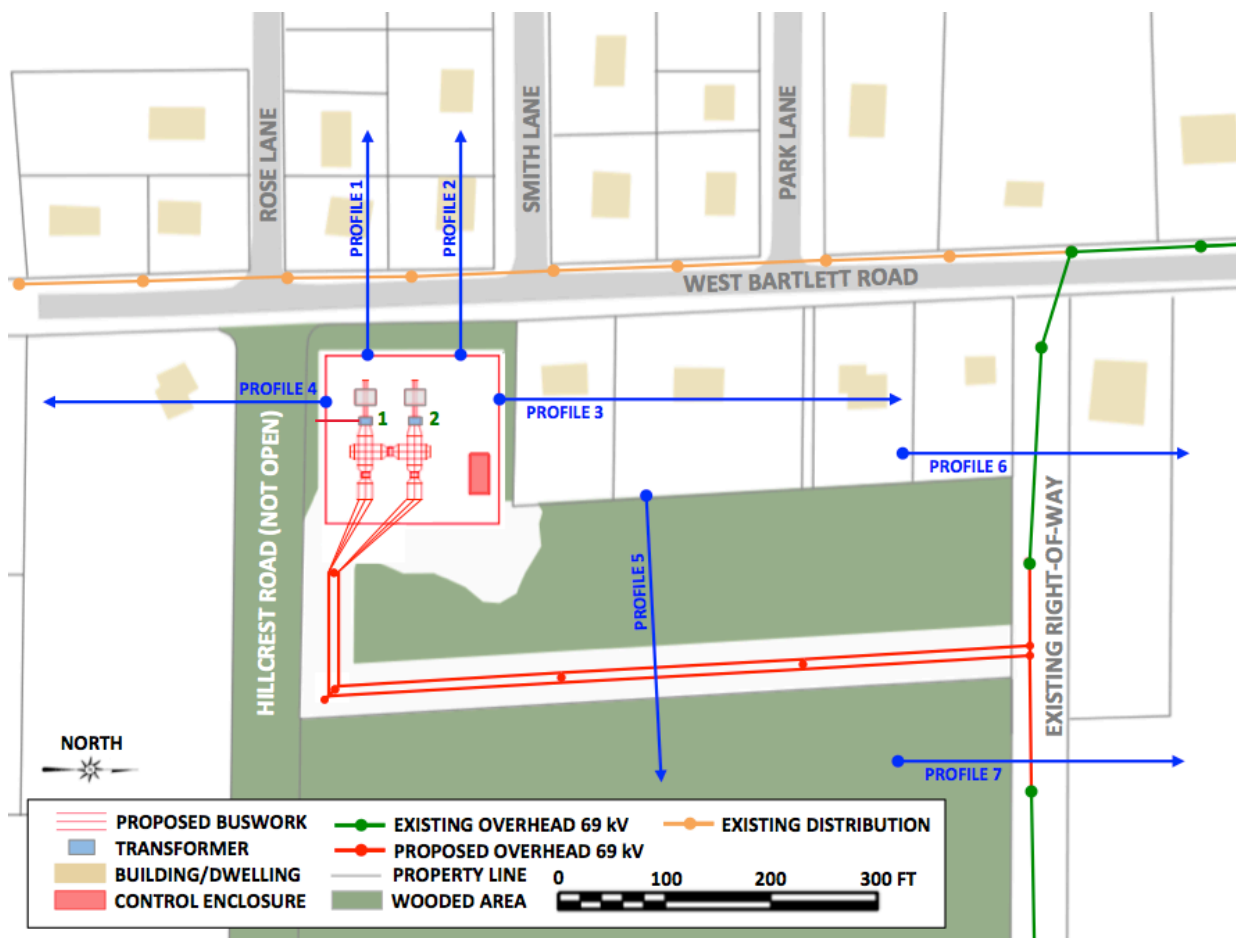 ROSE LANE
SMITH LANE
PARK LANE
PROFILE 1
PROFILE 2
WEST BARTLETT ROAD
PROFILE 4
PROFILE 3
1
2
HILLCREST ROAD (NOT OPEN)
PROFILE 6
PROFILE 5
EXISTING RIGHT-OF-WAY
NORTH
PROFILE 7
PROPOSED BUSWORK
EXISTING OVERHEAD 69 kV
EXISTING DISTRIBUTION
TRANSFORMER
PROPOSED OVERHEAD 69 kV
BUILDING/DWELLING
PROPERTY LINE
0 100 200 300 FT
CONTROL ENCLOSURE
WOODED AREA